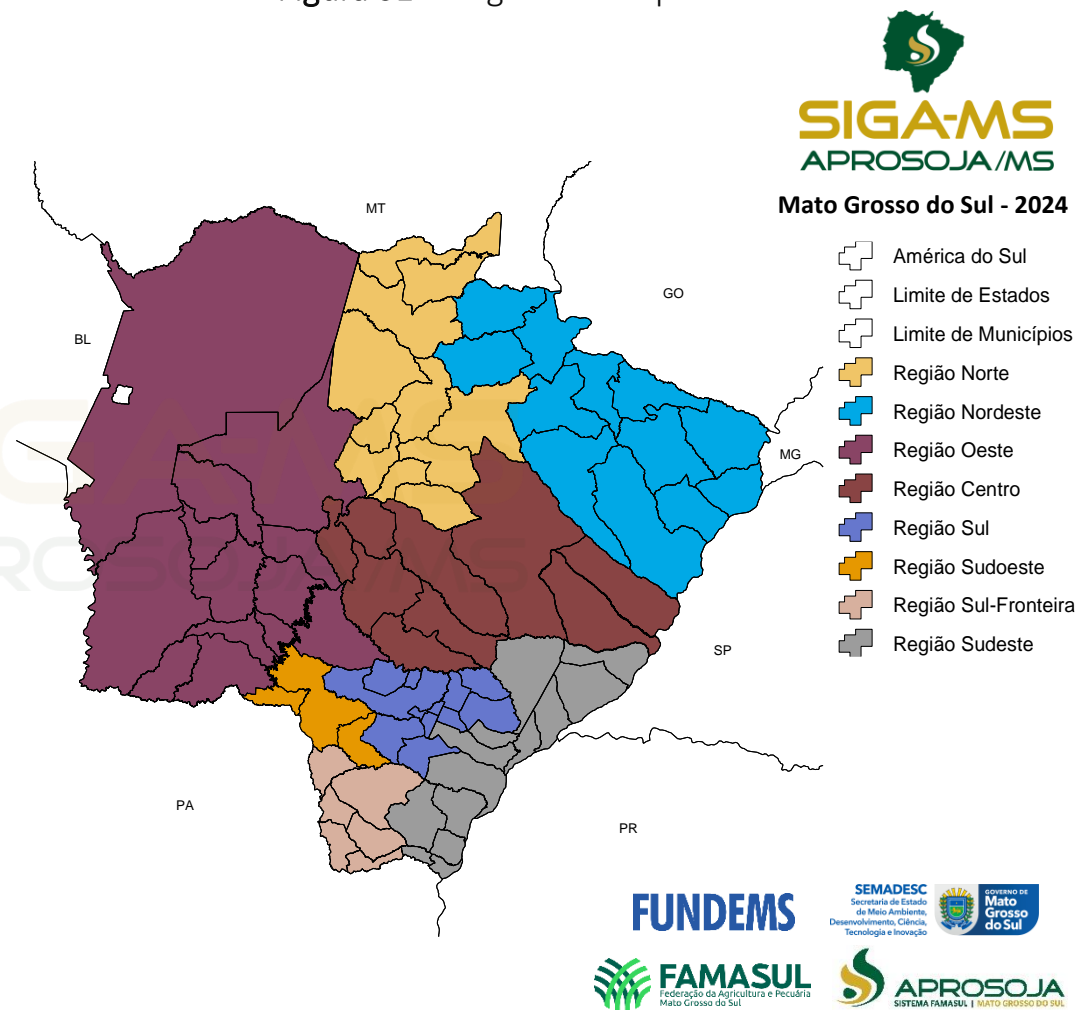 SIGA-MS
APROSOJA/MS
Mato Grosso do Sul - 2024
América do Sul
Limite de Estados
Limite de Municípios
Região Norte
Região Nordeste
Região Oeste
Região Centro
Região Sul
Região Sudoeste
Região Sul-Fronteira
Região Sudeste
MT
GO
BL
MG
SP
PA
PR
FUNDEMS
SEMADESC
Secretaria de Estado
de Meio Ambiente,
Desenvolvimento, Ciência,
Tecnologia e Inovação
GOVERNO DE
Mato
Grosso
do Sul
FAMASUL
Federação da Agricultura e Pecuária
Mato Grosso do Sul
APROSOJA
SISTEMA FAMASUL | MATO GROSSO DO SUL